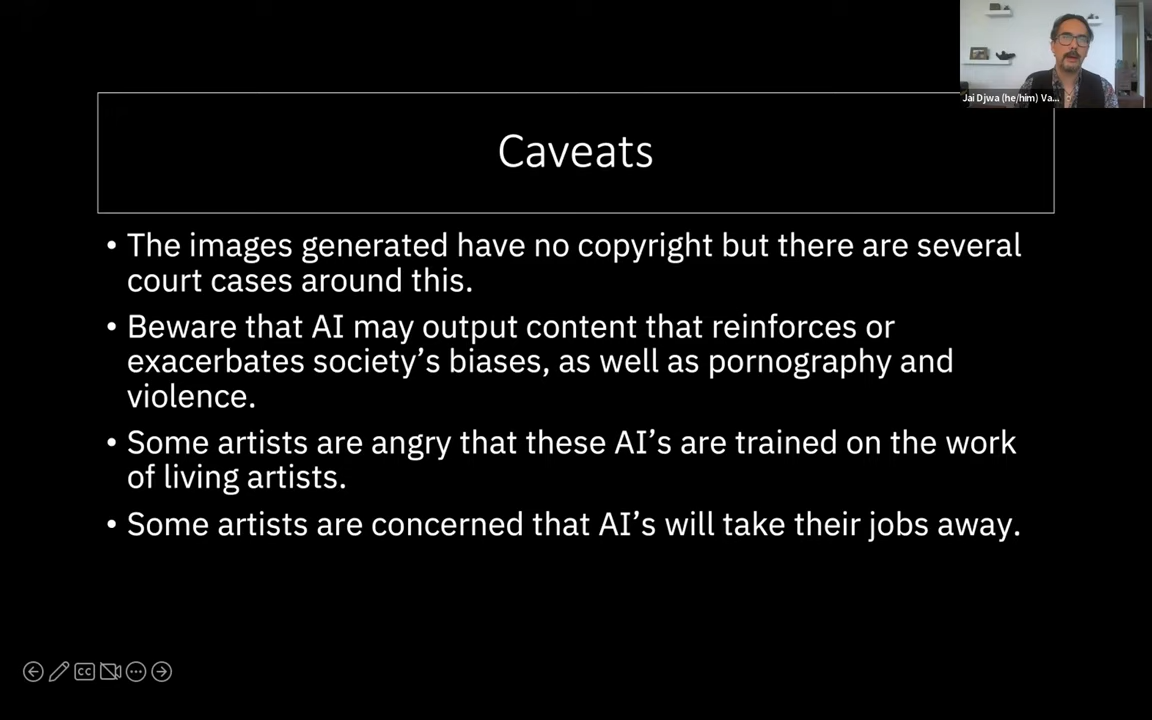 Jai Djwa (he/him) Va...
Caveats
• The images generated have no copyright but there are several
court cases around this.
• Beware that AI may output content that reinforces or
exacerbates society’s biases, as well as pornography and
violence.
• Some artists are angry that these AI’s are trained on the work
of living artists.
• Some artists are concerned that AI’s will take their jobs away.
CC